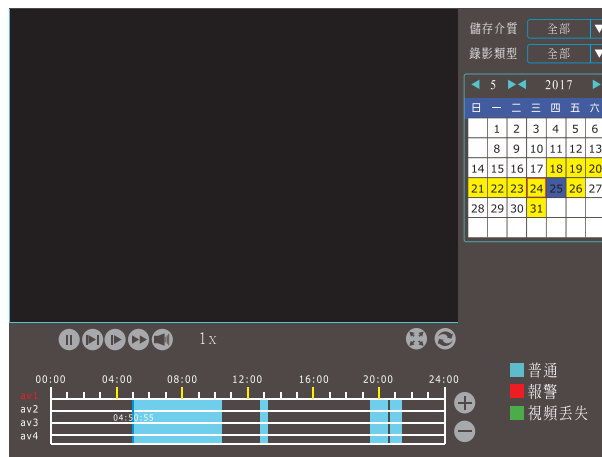 儲存介質 全部
錄影類型 全部
5 2017
日 一 二 三 四 五 六
1 2 3 4 5 6
8 9 10 11 12 13
14 15 16 17 18 19 20
21 22 23 24 25 26 27
28 29 30 31
1x
00:00 04:00 08:00 12:00 16:00 20:00 24:00
av1
av2
04:50:55
av3
av4
普通
報警
視頻丟失